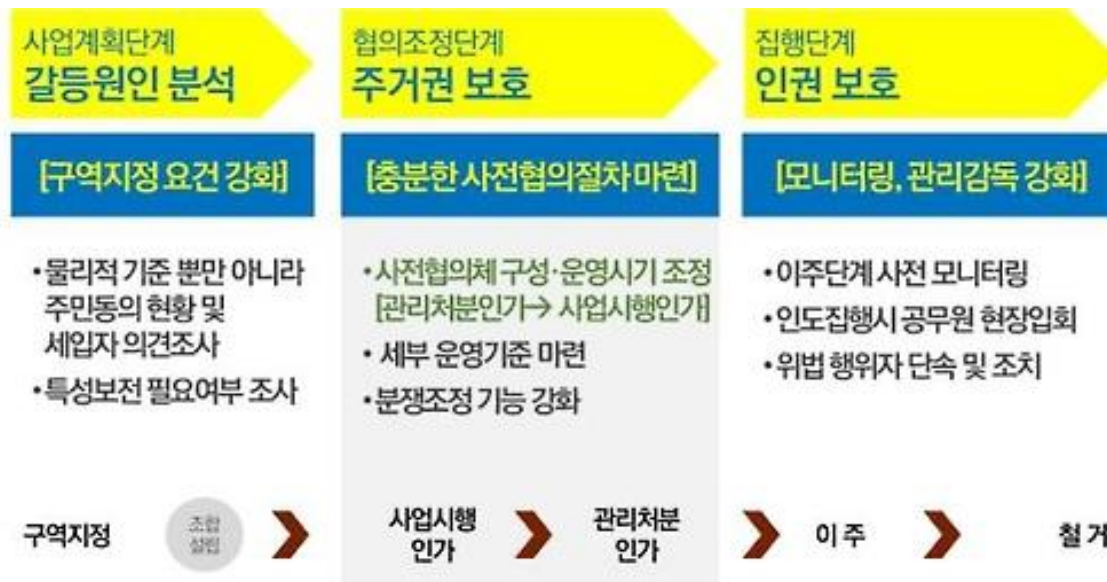 사업계획단계
갈등원인 분석
[구역지정 요건 강화]
•물리적 기준 뿐만 아니라
주민동의 현황 및
세입자 의견조사
•특성보전 필요여부 조사
협의조정단계
주거권 보호
[충분한 사전협의절차 마련]
•사전협의체 구성·운영시기 조정
[관리처분인가→ 사업시행인가]
• 세부 운영기준 마련
•분쟁조정 기능 강화
집행단계
인권 보호
[모니터링, 관리감독 강화]
•이주단계 사전 모니터링
•인도집행시 공무원 현장입회
•위법 행위자 단속 및 조치
구역지정
조합
설립
사업시행
인가
관리처분
인가
이 주
철 거